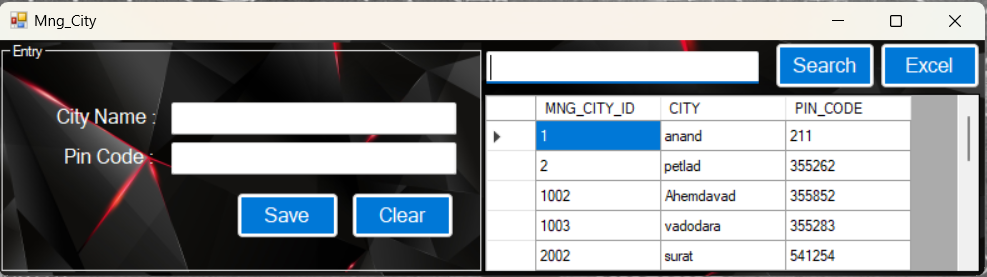 Mng_City
Entry
City Name :
Pin Code :
Save Clear
Search Excel
MNG_CITY_ID CITY PIN_CODE
1 anand 211
2 petlad 355262
1002 Ahemdavad 355852
1003 vadodara 355283
2002 surat 541254